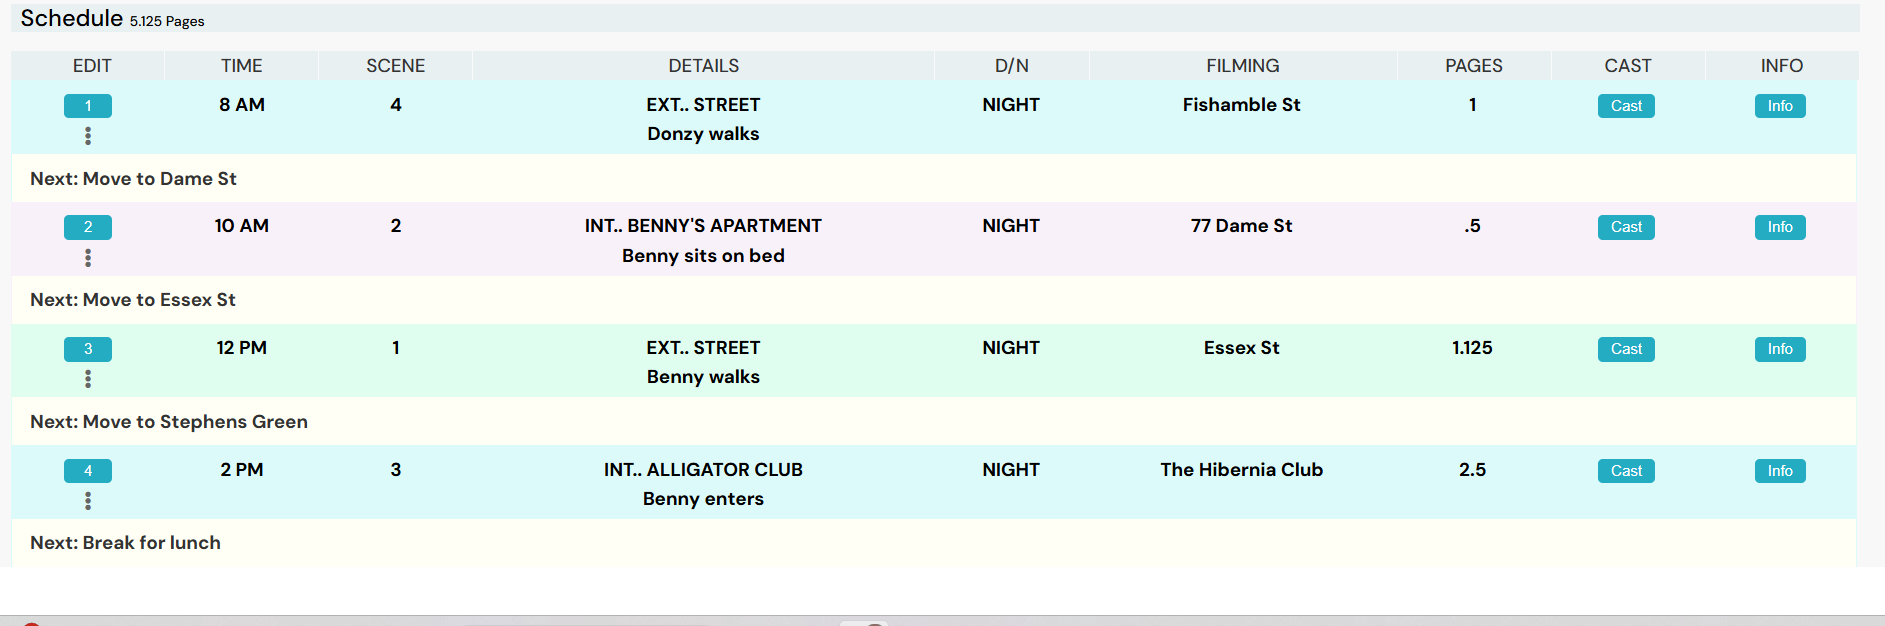 Schedule 5.125 Pages
EDIT TIME SCENE DETAILS D/N FILMING PAGES CAST INFO
1 8 AM 4 EXT.. STREET NIGHT Fishamble St 1 Cast Info
Donzy walks
Next: Move to Dame St
2 10 AM 2 INT.. BENNY'S APARTMENT NIGHT 77 Dame St .5 Cast Info
Benny sits on bed
Next: Move to Essex St
3 12 PM 1 EXT.. STREET NIGHT Essex St 1.125 Cast Info
Benny walks
Next: Move to Stephens Green
4 2 PM 3 INT.. ALLIGATOR CLUB NIGHT The Hibernia Club 2.5 Cast Info
Benny enters
Next: Break for lunch